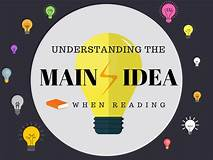 UNDERSTANDING THE
MAIN IDEA
WHEN READING